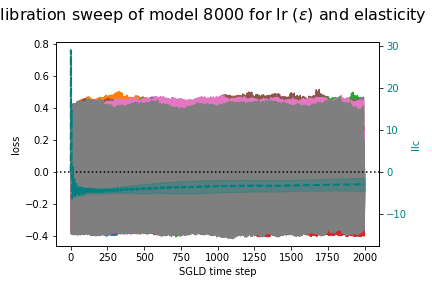 libration sweep of model 8000 for lr (ε) and elasticity
0.8
0.6
0.4
0.2
0.0
−0.2
−0.4
loss
30
20
10
0
−10
llc
0 250 500 750 1000 1250 1500 1750 2000
SGLD time step